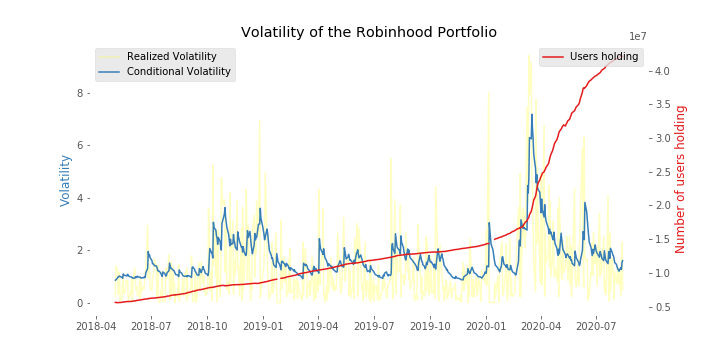 Volatility of the Robinhood Portfolio
1e7
Realized Volatility
Conditional Volatility
Users holding
Volatility
8
6
4
2
0
4.0
3.5
3.0
2.5
2.0
1.5
1.0
0.5
Number of users holding
2018-04 2018-07 2018-10 2019-01 2019-04 2019-07 2019-10 2020-01 2020-04 2020-07